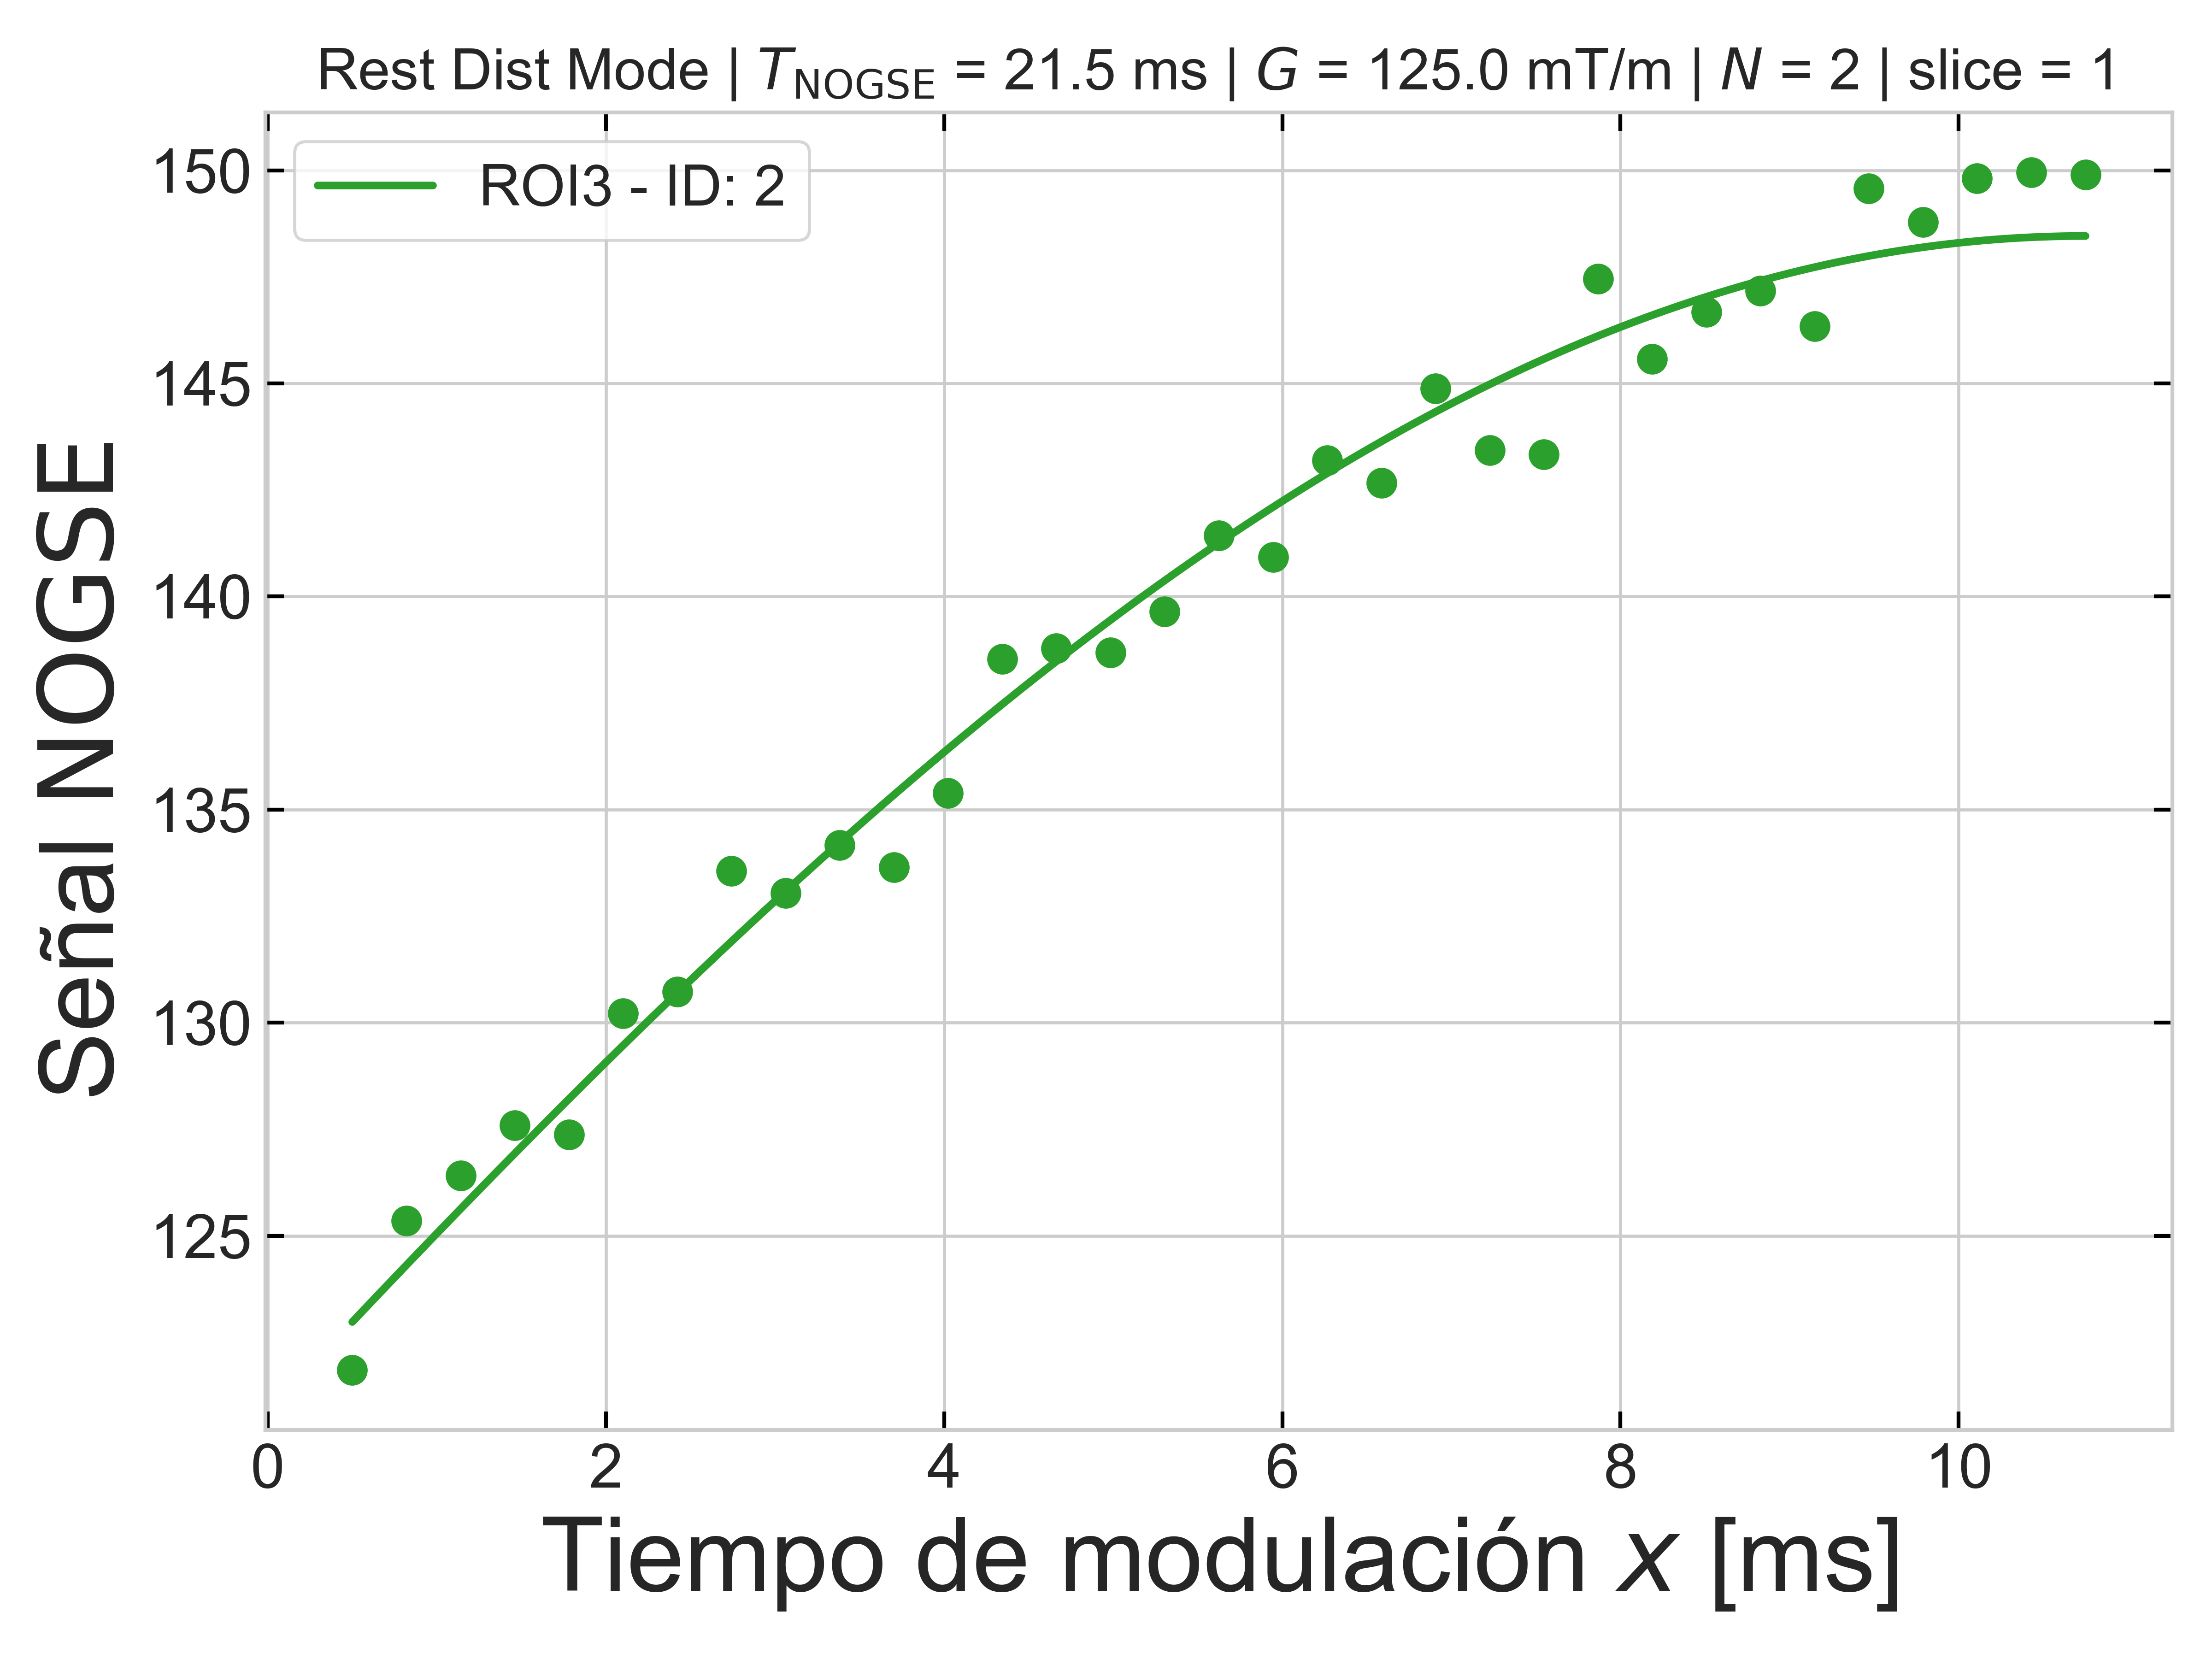 Rest Dist Mode | T_NOGSE = 21.5 ms | G = 125.0 mT/m | N = 2 | slice = 1
ROI3 - ID: 2
150
145
140
135
130
125
Señal NOGSE
0 2 4 6 8 10
Tiempo de modulación x [ms]